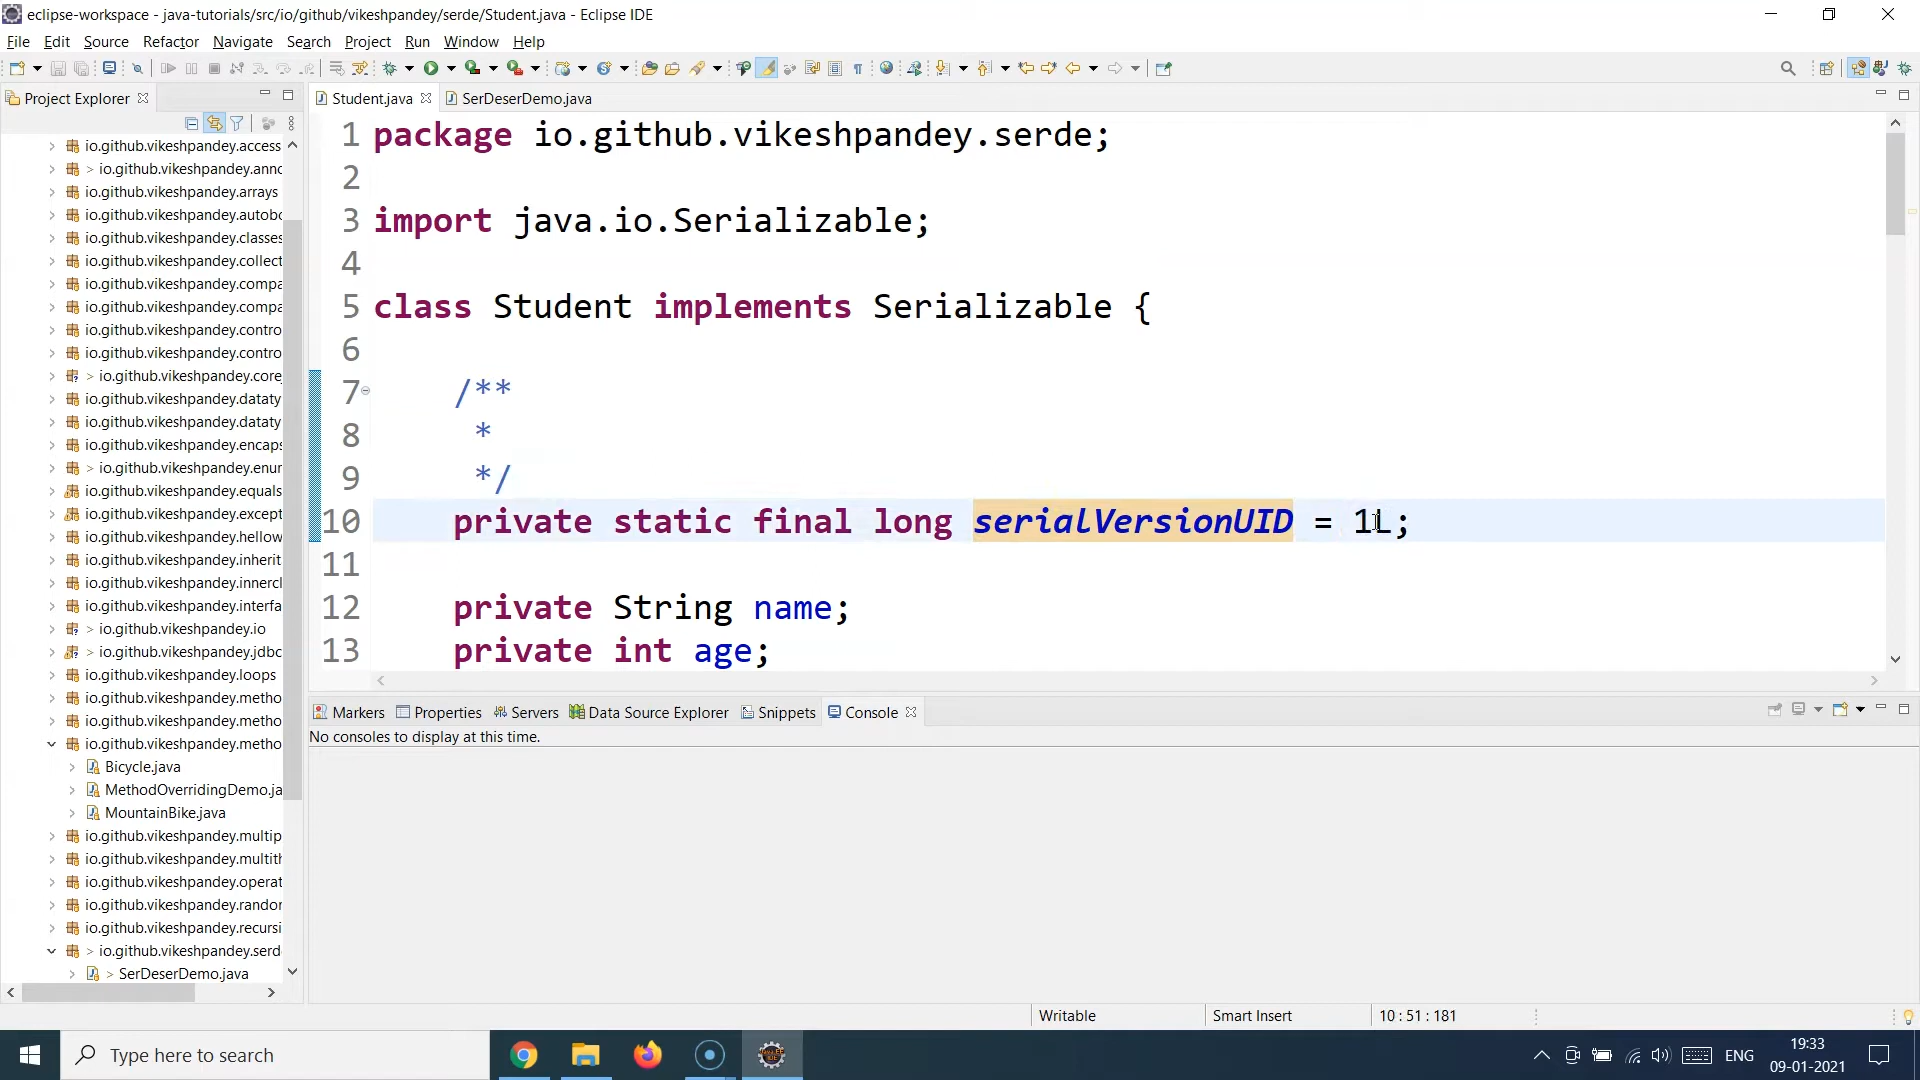 eclipse-workspace - java-tutorials/src/io/github/vikeshpandey/serde/Student.java - Eclipse IDE
File Edit Source Refactor Navigate Search Project Run Window Help
Project Explorer
io.github.vikeshpandey.access
> io.github.vikeshpandey.anno
io.github.vikeshpandey.arrays
io.github.vikeshpandey.autobo
io.github.vikeshpandey.classes
io.github.vikeshpandey.collect
io.github.vikeshpandey.compa
io.github.vikeshpandey.compa
io.github.vikeshpandey.contro
io.github.vikeshpandey.contro
> io.github.vikeshpandey.core
io.github.vikeshpandey.dataty
io.github.vikeshpandey.dataty
io.github.vikeshpandey.encaps
> io.github.vikeshpandey.enur
io.github.vikeshpandey.equals
io.github.vikeshpandey.except
io.github.vikeshpandey.hellow
io.github.vikeshpandey.inherit
io.github.vikeshpandey.innercl
io.github.vikeshpandey.interfa
> io.github.vikeshpandey.io
> io.github.vikeshpandey.jdbc
io.github.vikeshpandey.loops
io.github.vikeshpandey.metho
io.github.vikeshpandey.metho
io.github.vikeshpandey.metho
Bicycle.java
MethodOverridingDemo.ja
MountainBike.java
io.github.vikeshpandey.multip
io.github.vikeshpandey.multith
io.github.vikeshpandey.operat
io.github.vikeshpandey.randor
io.github.vikeshpandey.recursi
> io.github.vikeshpandey.serd
> SerDeserDemo.java
Student.java SerDeserDemo.java
1 package io.github.vikeshpandey.serde;
2
3 import java.io.Serializable;
4
5 class Student implements Serializable {
6
7 /**
8 *
9 */
10 private static final long serialVersionUID = 1L;
11
12 private String name;
13 private int age;
Markers Properties Servers Data Source Explorer Snippets Console
No consoles to display at this time.
Writable Smart Insert 10 : 51 : 181
Type here to search
ENG
19:33
09-01-2021